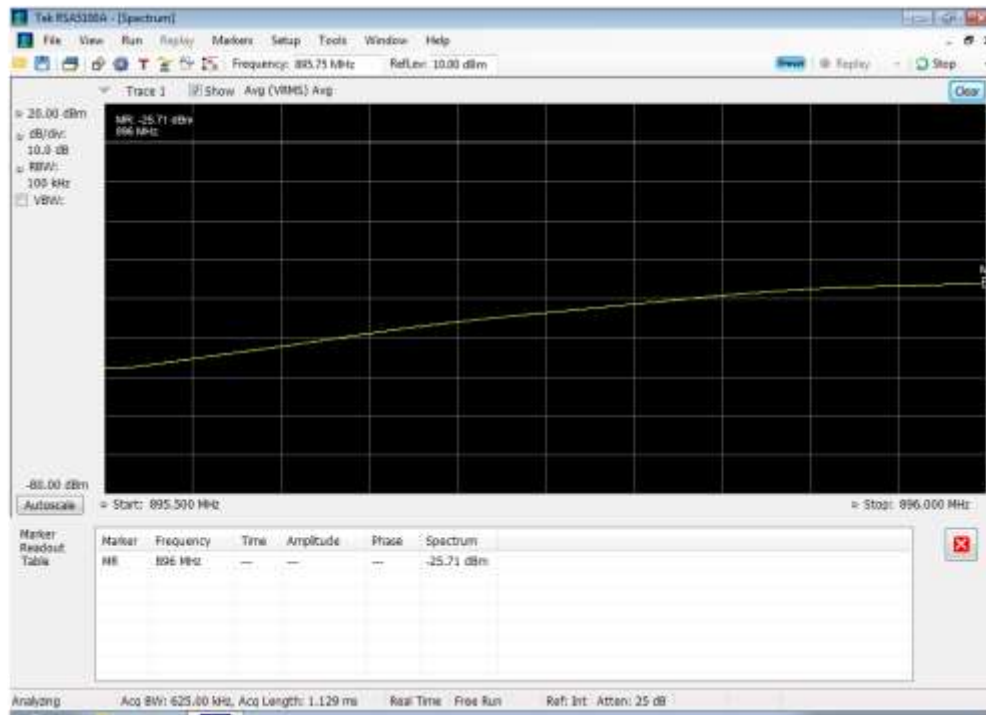 Tek RSA5100A - [Spectrum]
File View Run Replay Markers Setup Tools Window Help
Frequency: 895.75 MHz RefLev: 10.00 dBm Preset Replay Stop
Trace 1 Show Avg (VRMS) Avg Clear
20.00 dBm
dB/div:
10.0 dB
RBW:
100 kHz
VBW:
MR: -25.71 dBm
896 MHz
-80.00 dBm
Autoscale Start: 895.500 MHz Stop: 896.000 MHz
Marker
Readout
Table
Marker Frequency Time Amplitude Phase Spectrum
MR 896 MHz --- --- --- -25.71 dBm
Analyzing Acq BW: 625.00 kHz, Acq Length: 1.129 ms Real Time Free Run Ref: Int Atten: 25 dB